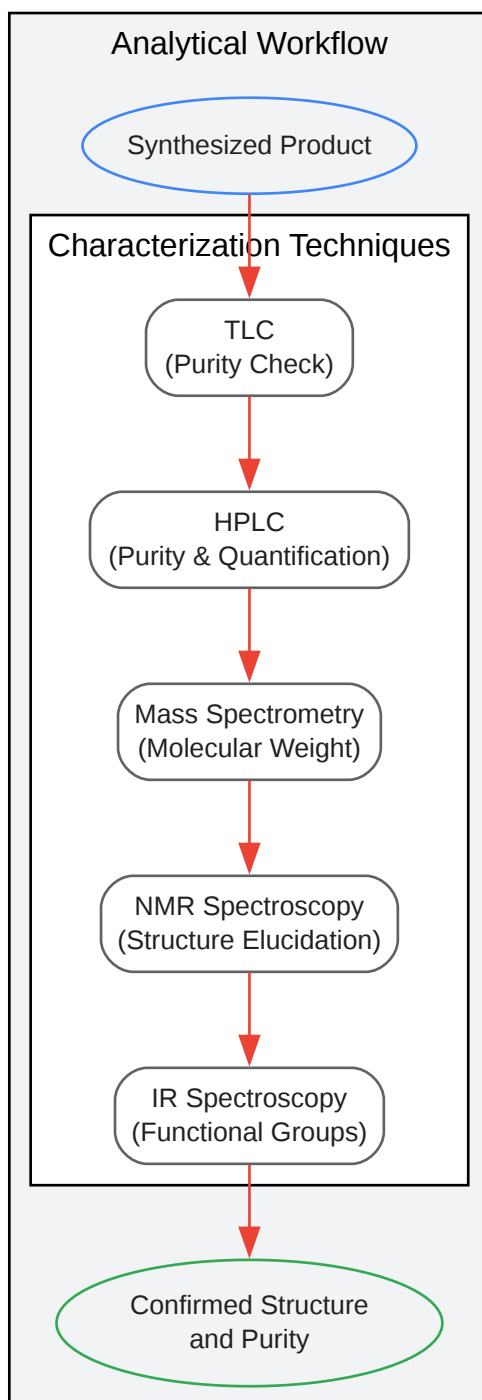 Analytical Workflow
Synthesized Product
Characterization Techniques
TLC
(Purity Check)
HPLC
(Purity & Quantification)
Mass Spectrometry
(Molecular Weight)
NMR Spectroscopy
(Structure Elucidation)
IR Spectroscopy
(Functional Groups)
Confirmed Structure
and Purity